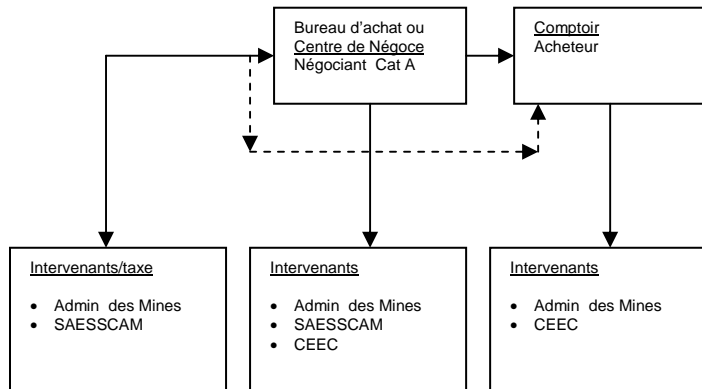 Bureau d'achat ou
Centre de Négoce
Négociant Cat A
Comptoir
Acheteur
Intervenants/taxe
• Admin des Mines
• SAESSCAM
Intervenants
• Admin des Mines
• SAESSCAM
• CEEC
Intervenants
• Admin des Mines
• CEEC